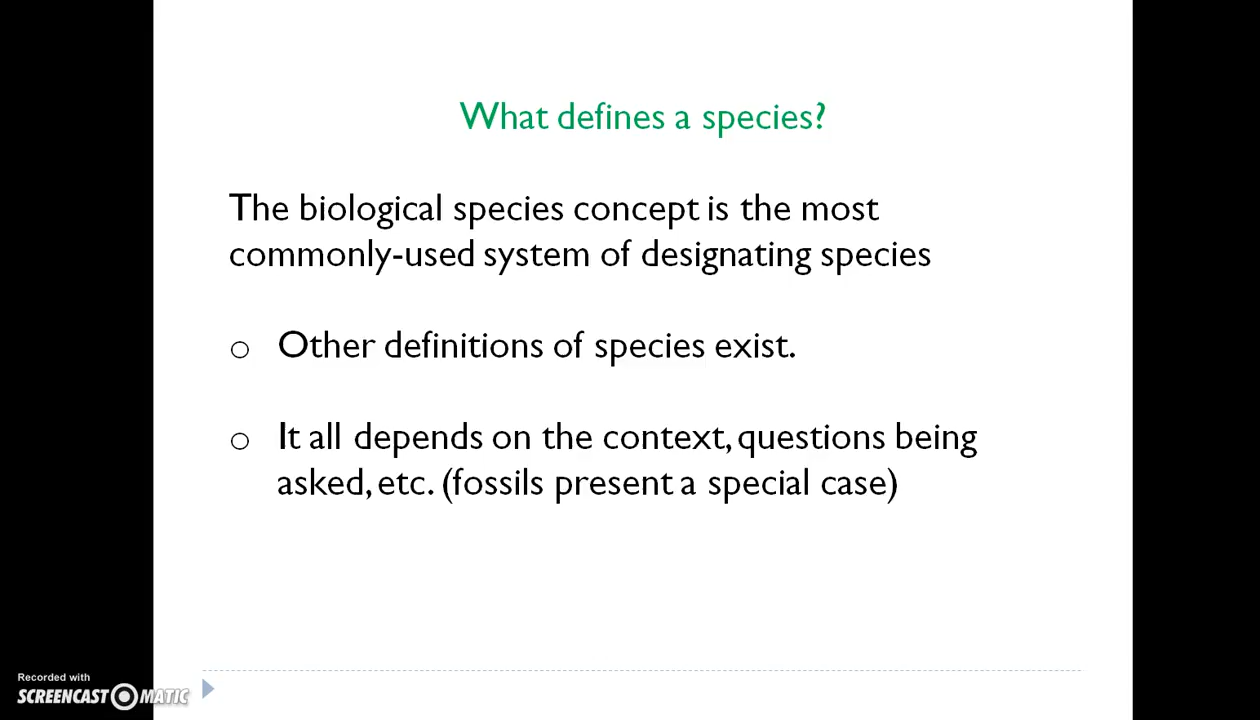 What defines a species?
The biological species concept is the most
commonly-used system of designating species
o Other definitions of species exist.
o It all depends on the context, questions being
asked, etc. (fossils present a special case)
Recorded with
SCREENCAST O MATIC